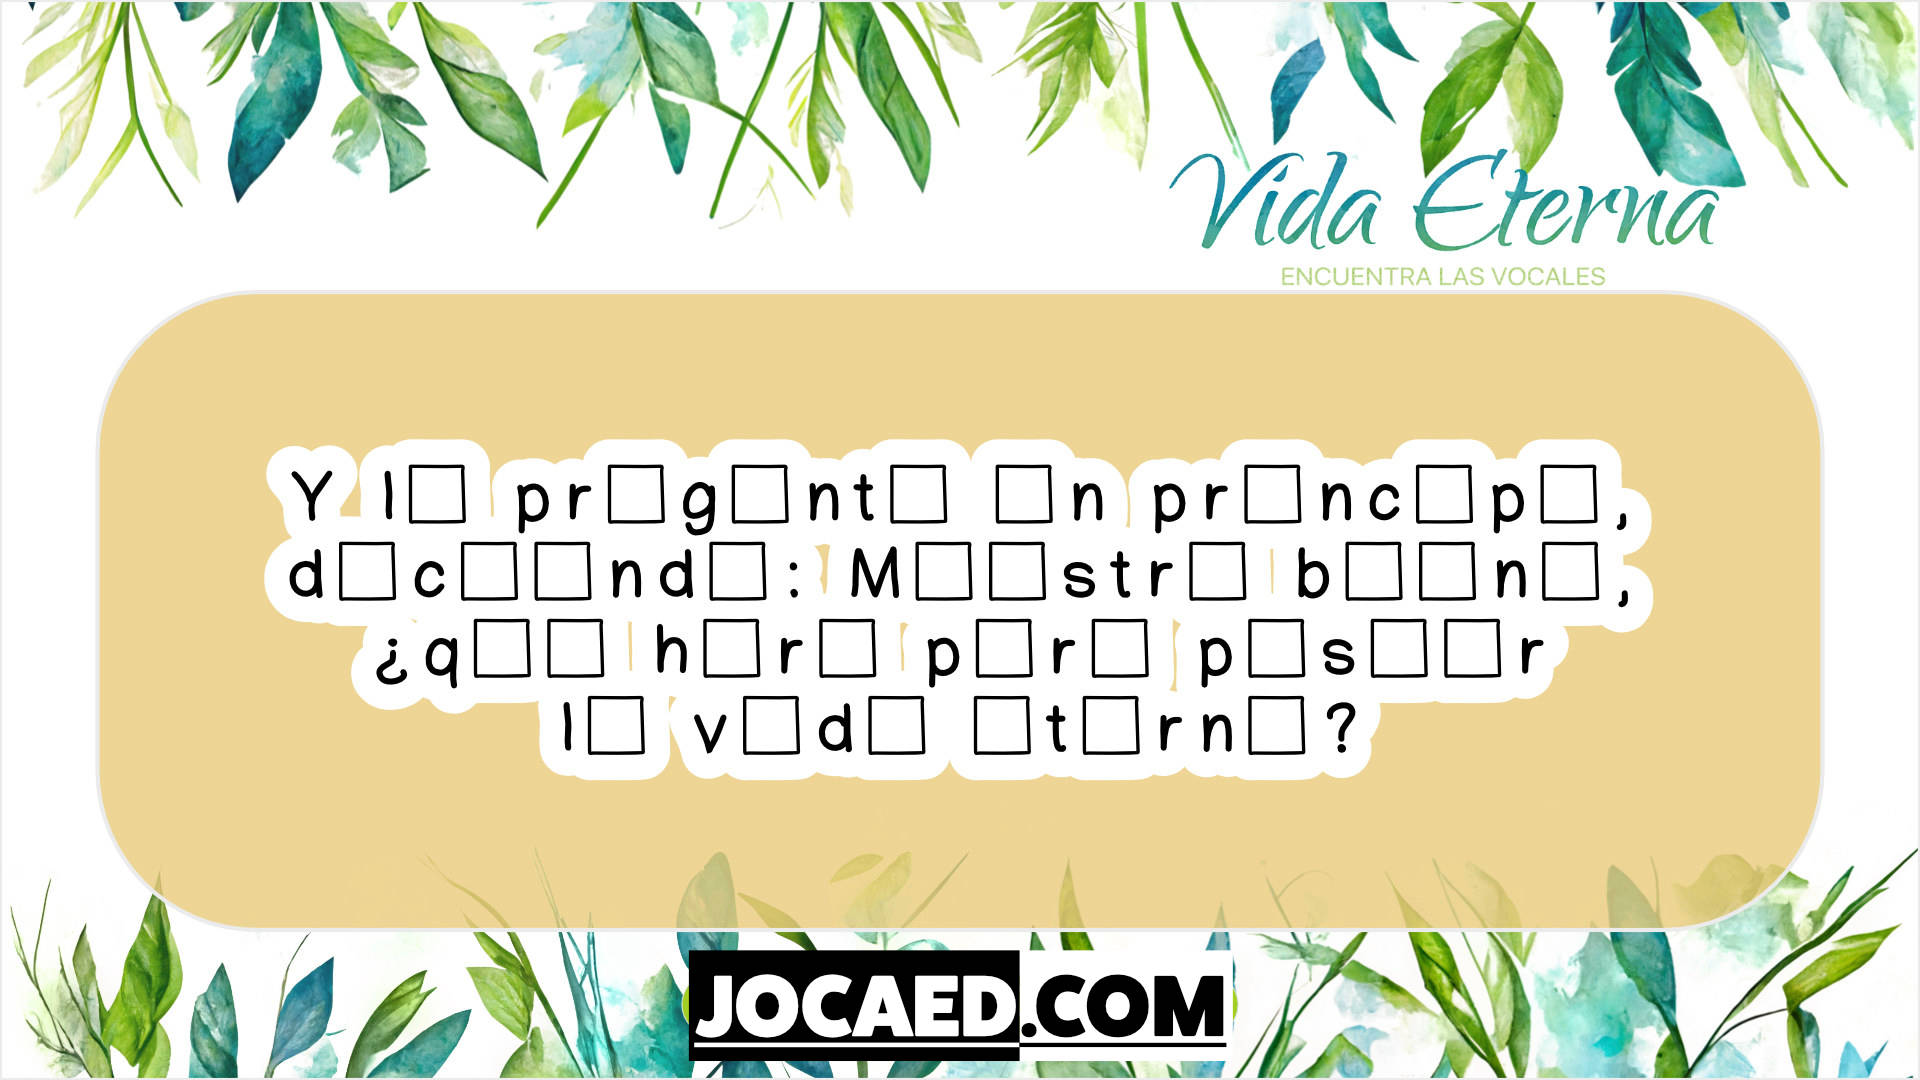 Vida Eterna
ENCUENTRA LAS VOCALES
Y l□ pr□g□nt□ □n pr□nc□p□,
d□c□□nd□: M□□str□ b□□n□,
¿q□□ h□r□ p□r□ p□s□□r
l□ v□d□ □t□rn□?
JOCAED.COM